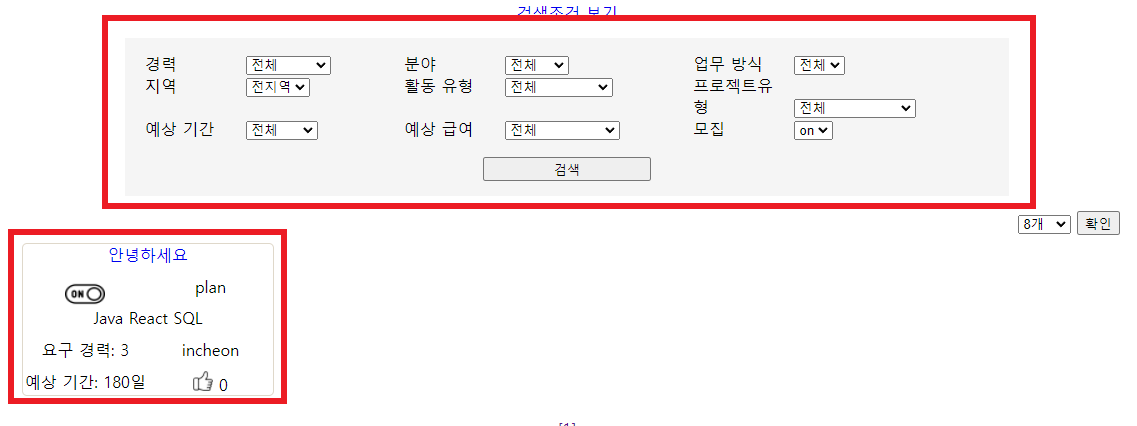 검색조건 보기
경력 전체 분야 전체 업무 방식 전체
지역 전지역 활동 유형 전체 프로젝트유
형 전체
예상 기간 전체 예상 급여 전체 모집 on
검색
8개 확인
안녕하세요
ON plan
Java React SQL
요구 경력: 3 incheon
예상 기간: 180일 0
[1]